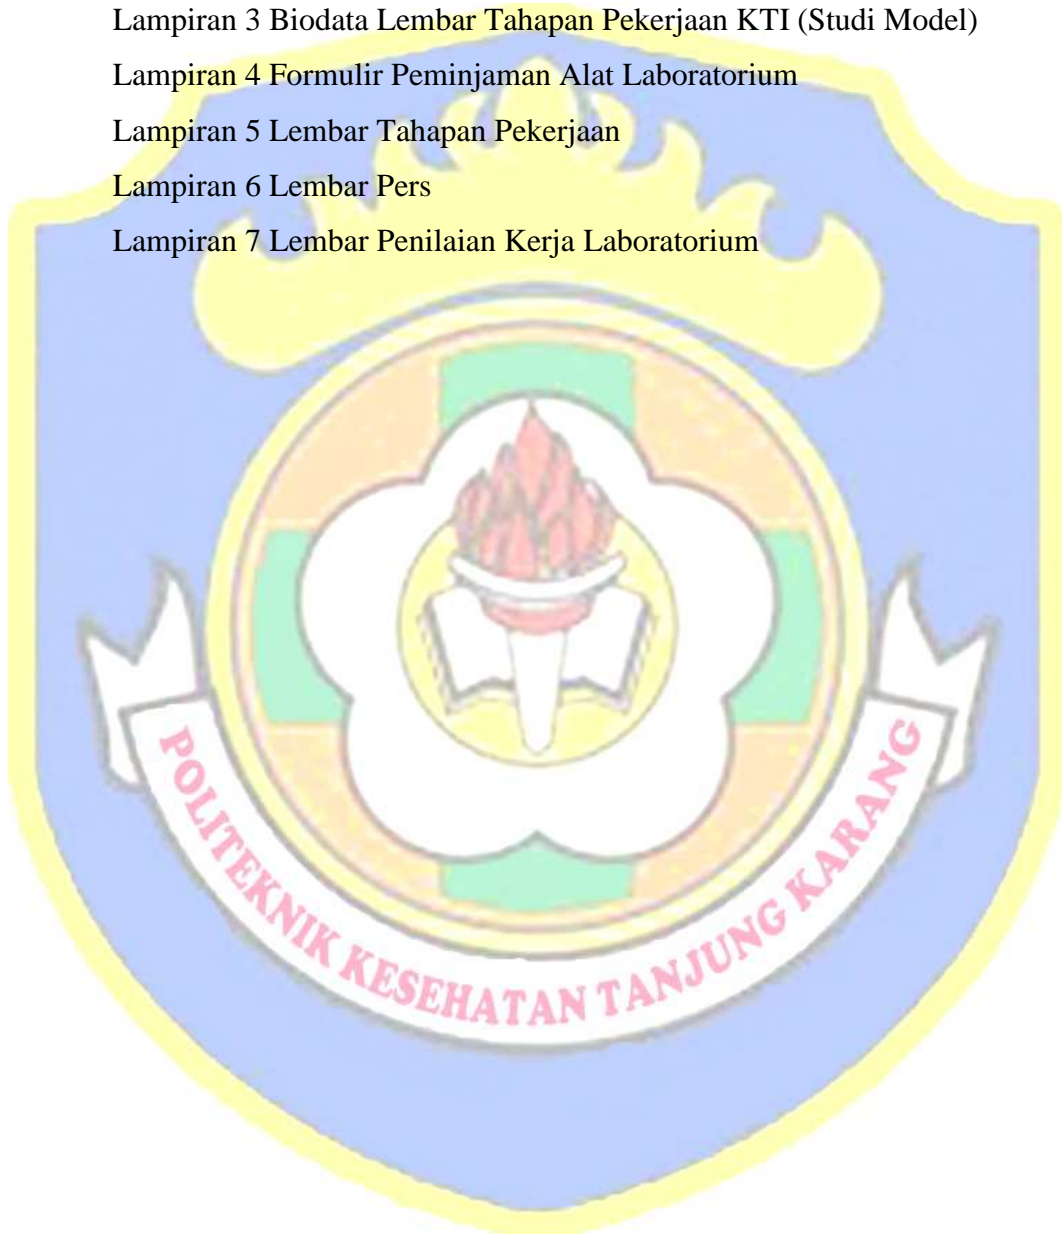 Lampiran 3 Biodata Lembar Tahapan Pekerjaan KTI (Studi Model)
Lampiran 4 Formulir Peminjaman Alat Laboratorium
Lampiran 5 Lembar Tahapan Pekerjaan
Lampiran 6 Lembar Pers
Lampiran 7 Lembar Penilaian Kerja Laboratorium
POLITEKNIK KESEHATAN TANJUNG KARANG